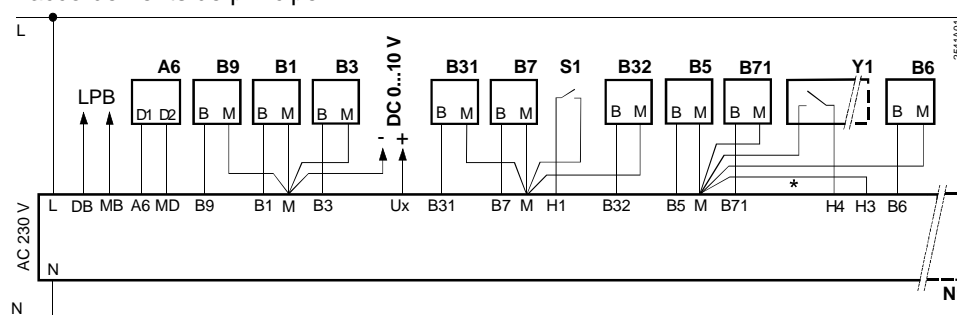 L
A6 B9 B1 B3 DC 0...10 V B31 B7 S1 B32 B5 B71 Y1 B6
LPB
D1 D2 B M B M B M - + B M B M B M B M B M B M
*
L DB MB A6 MD B9 B1 M B3 Ux B31 B7 M H1 B32 B5 M B71 H4 H3 B6
AC 230 V
N
N
N